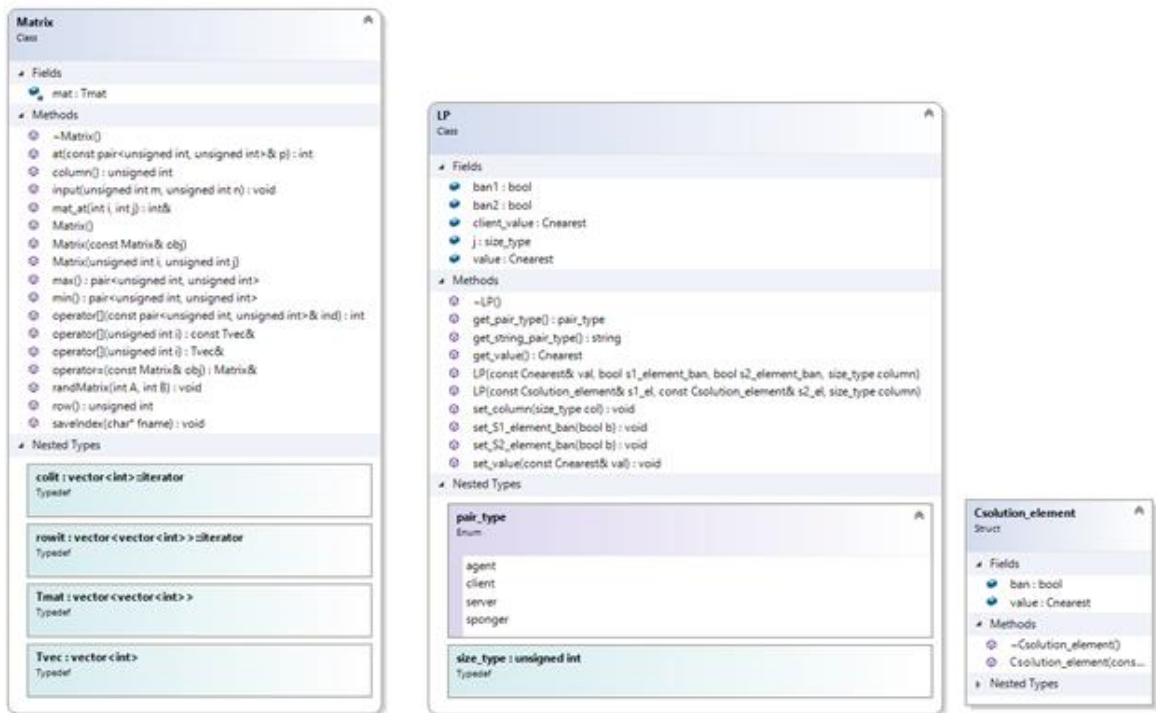 Matrix
Class
Fields
mat : Tmat
Methods
~Matrix()
at(const pair<unsigned int, unsigned int>& p) : int
column() : unsigned int
input(unsigned int m, unsigned int n) : void
mat_at(int i, int j) : int&
Matrix()
Matrix(const Matrix& obj)
Matrix(unsigned int i, unsigned int j)
max() : pair<unsigned int, unsigned int>
min() : pair<unsigned int, unsigned int>
operator[](const pair<unsigned int, unsigned int>& ind) : int
operator[](unsigned int i) : const Tvec&
operator[](unsigned int i) : Tvec&
operator=(const Matrix& obj) : Matrix&
randMatrix(int A, int B) : void
row() : unsigned int
saveIndex(char* fname) : void
Nested Types
colit : vector<int>::iterator
Typedef
rowit : vector<vector<int> >::iterator
Typedef
Tmat : vector<vector<int> >
Typedef
Tvec : vector<int>
Typedef
LP
Class
Fields
ban1 : bool
ban2 : bool
client_value : Cnearest
j : size_type
value : Cnearest
Methods
~LP()
get_pair_type() : pair_type
get_string_pair_type() : string
get_value() : Cnearest
LP(const Cnearest& val, bool s1_element_ban, bool s2_element_ban, size_type column)
LP(const Csolution_element& s1_el, const Csolution_element& s2_el, size_type column)
set_column(size_type col) : void
set_S1_element_ban(bool b) : void
set_S2_element_ban(bool b) : void
set_value(const Cnearest& val) : void
Nested Types
pair_type
Enum
agent
client
server
sponger
size_type : unsigned int
Typedef
Csolution_element
Struct
Fields
ban : bool
value : Cnearest
Methods
~Csolution_element()
Csolution_element(cons...
Nested Types